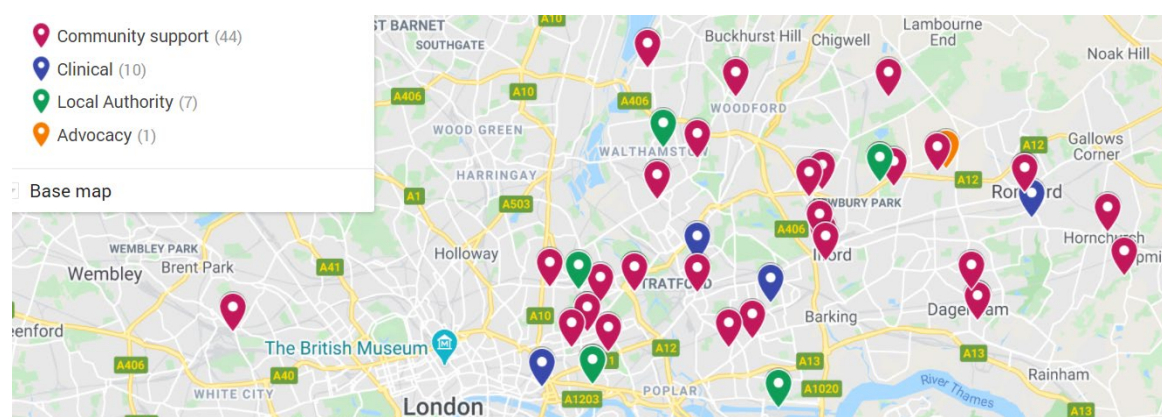 Community support (44)
Clinical (10)
Local Authority (7)
Advocacy (1)
Base map
ST BARNET
SOUTHGATE
A10
Buckhurst Hill
Chigwell
Lambourne
End
Noak Hill
A406
A10
A406
WOODFORD
WOOD GREEN
WALTHAMSTOW
Gallows
Corner
A12
HARRINGAY
A12
A1
A503
Romford
NEWBURY PARK
A406
WEMBLEY PARK
Wembley
Brent Park
A41
Holloway
Ilford
Hornchurch
STRATFORD
A10
Barking
Dagenham
The British Museum
A406
A40
A12
A13
A13
Rainham
WHITE CITY
POPLAR
A1020
River Thames
London
A1203
A13